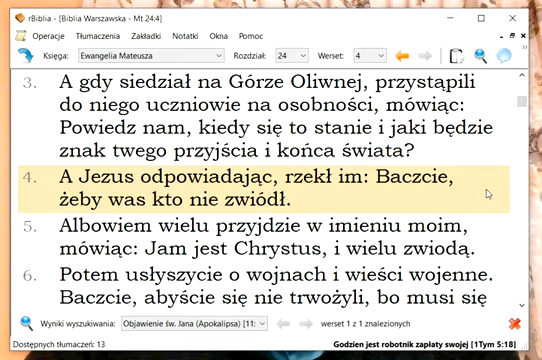 rBiblia - [Biblia Warszawska - Mt 24:4]
Operacje Tłumaczenia Zakładki Notatki Okna Pomoc
Księga: Ewangelia Mateusza Rozdział: 24 Werset: 4
3. A gdy siedział na Górze Oliwnej, przystąpili
do niego uczniowie na osobności, mówiąc:
Powiedz nam, kiedy się to stanie i jaki będzie
znak twego przyjścia i końca świata?
4. A Jezus odpowiadając, rzekł im: Baczcie,
żeby was kto nie zwiódł.
5. Albowiem wielu przyjdzie w imieniu moim,
mówiąc: Jam jest Chrystus, i wielu zwiodą.
6. Potem usłyszycie o wojnach i wieści wojenne.
Baczcie, abyście się nie trwożyli, bo musi się
Wyniki wyszukiwania: Objawienie św. Jana (Apokalipsa) [11: werset 1 z 1 znalezionych
Dostępnych tłumaczeń: 13 Godzien jest robotnik zapłaty swojej [1Tym 5:18]